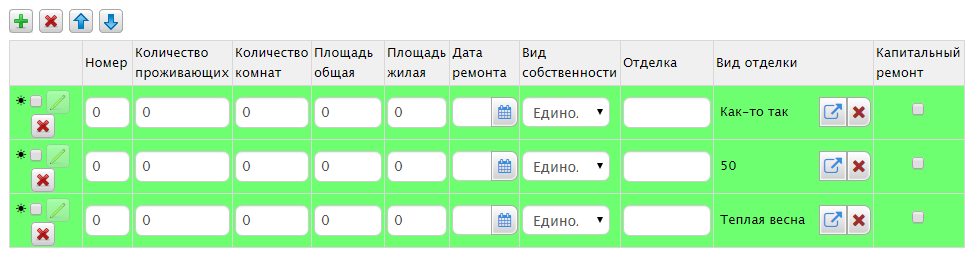 Номер Количество проживающих Количество комнат Площадь общая Площадь жилая Дата ремонта Вид собственности Отделка Вид отделки Капитальный ремонт
0 0 0 0 0 Едино. Как-то так
0 0 0 0 0 Едино. 50
0 0 0 0 0 Едино. Теплая весна